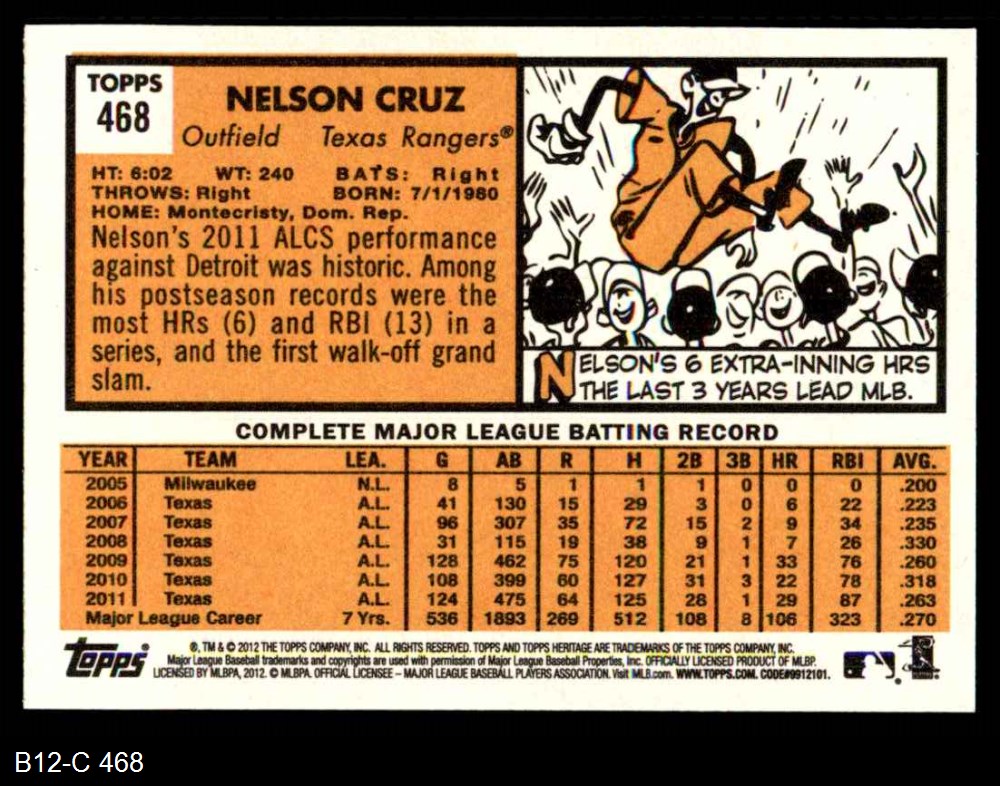 TOPPS
468
NELSON CRUZ
Outfield Texas Rangers®
HT: 6:02 WT: 240 BATS: Right
THROWS: Right BORN: 7/1/1980
HOME: Montecristy, Dom. Rep.
Nelson's 2011 ALCS performance
against Detroit was historic. Among
his postseason records were the
most HRs (6) and RBI (13) in a
series, and the first walk-off grand
slam.
NELSON'S 6 EXTRA-INNING HRS
THE LAST 3 YEARS LEAD MLB.
COMPLETE MAJOR LEAGUE BATTING RECORD
YEAR TEAM LEA. G AB R H 2B 3B HR RBI AVG.
2005 Milwaukee N.L. 8 5 1 1 1 0 0 0 .200
2006 Texas A.L. 41 130 15 29 3 0 6 22 .223
2007 Texas A.L. 96 307 35 72 15 2 9 34 .235
2008 Texas A.L. 31 115 19 38 9 1 7 26 .330
2009 Texas A.L. 128 462 75 120 21 1 33 76 .260
2010 Texas A.L. 108 399 60 127 31 3 22 78 .318
2011 Texas A.L. 124 475 64 125 28 1 29 87 .263
Major League Career 7 Yrs. 536 1893 269 512 108 8 106 323 .270
topps
®, TM & © 2012 THE TOPPS COMPANY, INC. ALL RIGHTS RESERVED. TOPPS AND TOPPS HERITAGE ARE TRADEMARKS OF THE TOPPS COMPANY, INC.
Major League Baseball trademarks and copyrights are used with permission of Major League Baseball Properties, Inc. OFFICIALLY LICENSED PRODUCT OF MLBP.
LICENSED BY MLBPA, 2012. © MLBPA. OFFICIAL LICENSEE – MAJOR LEAGUE BASEBALL PLAYERS ASSOCIATION. Visit MLB.com. WWW.TOPPS.COM. CODE#9912101.
B12-C 468